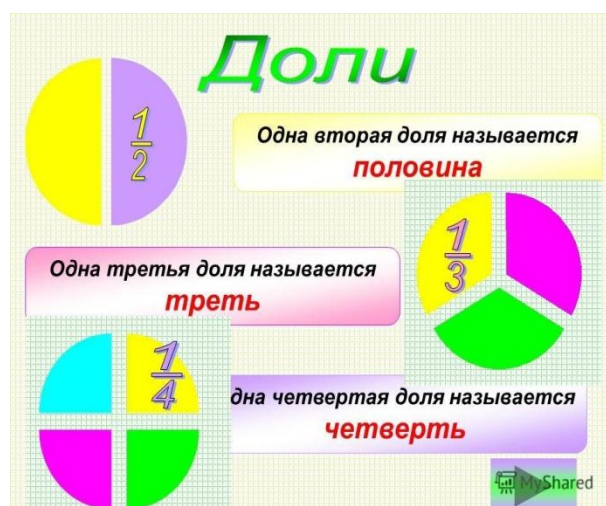 Доли
1
2
Одна вторая доля называется
половина
1
3
Одна третья доля называется
треть
1
4
дна четвертая доля называется
четверть
MyShared